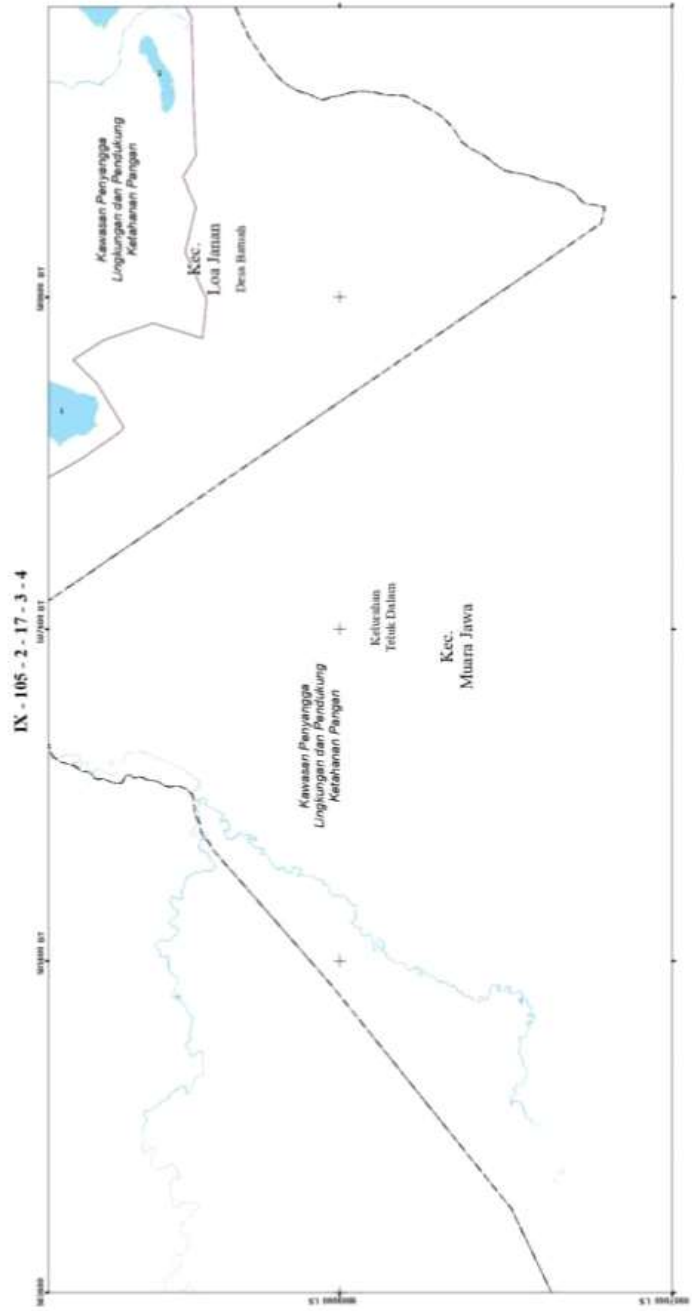 IX - 105 - 2 - 17 - 3 - 4
Kawasan Penyangga
Lingkungan dan Pendukung
Ketahanan Pangan
Kec.
Loa Janan
Desa Batuah
Kelurahan
Teluk Dalam
Kec.
Muara Jawa
Kawasan Penyangga
Lingkungan dan Pendukung
Ketahanan Pangan